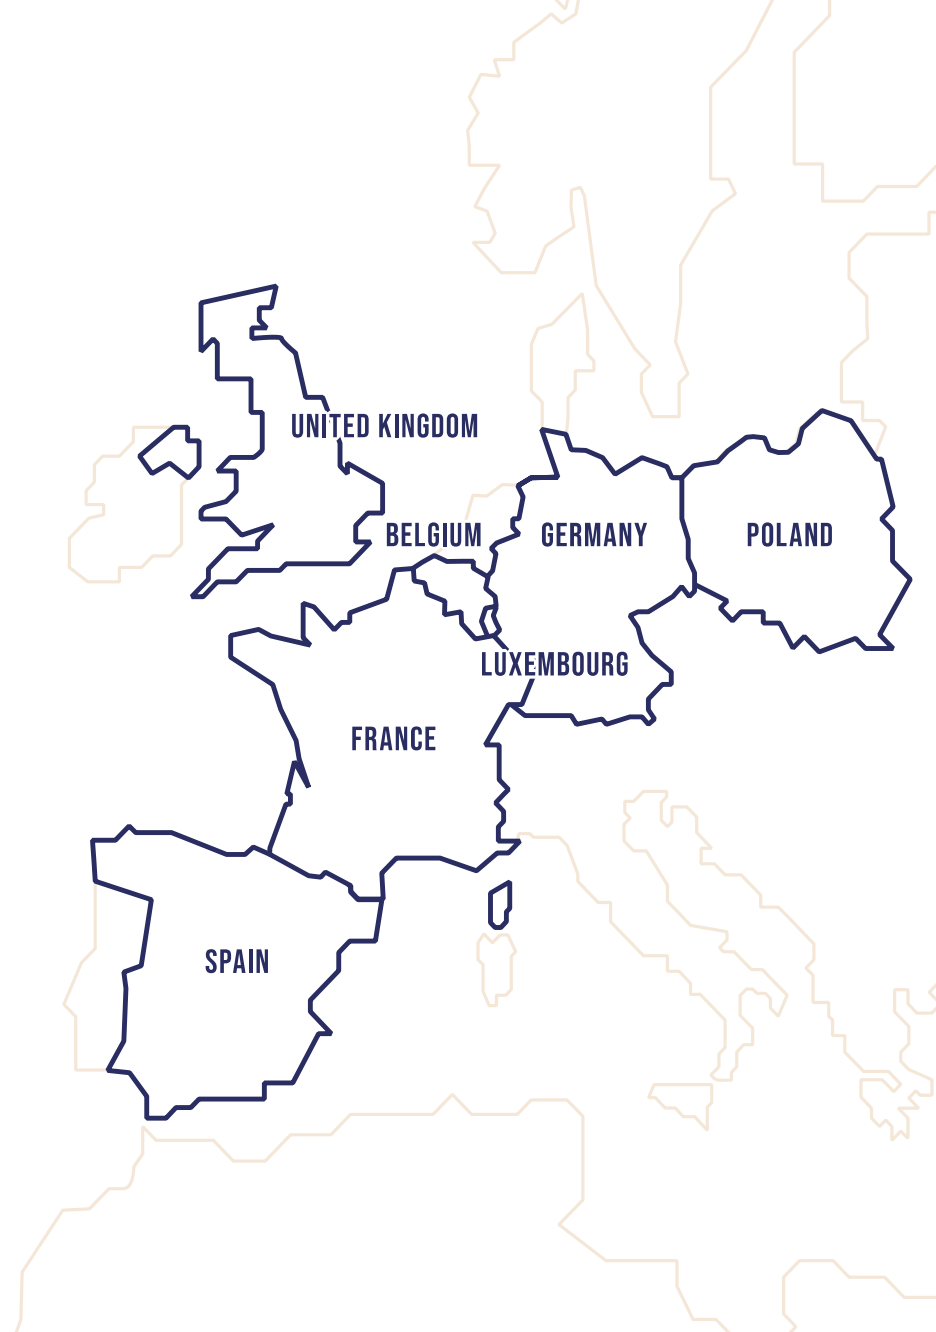 UNITED KINGDOM
BELGIUM
GERMANY
POLAND
LUXEMBOURG
FRANCE
SPAIN